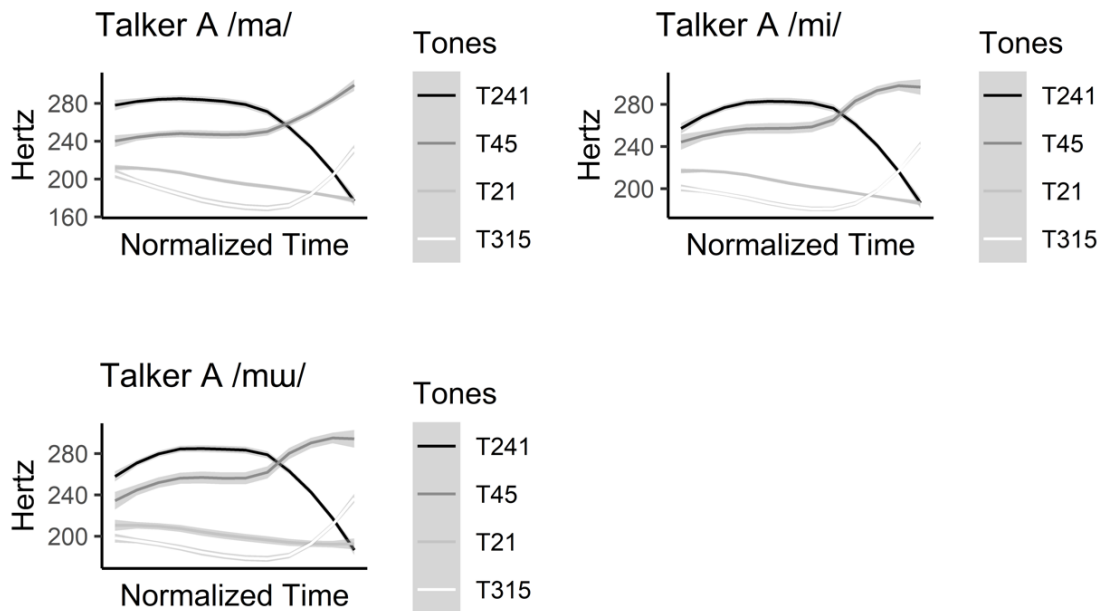 Talker A /ma/
Hertz
280
240
200
160
Normalized Time
Tones
T241
T45
T21
T315
Talker A /mi/
Hertz
280
240
200
Normalized Time
Tones
T241
T45
T21
T315
Talker A /mɯ/
Hertz
280
240
200
Normalized Time
Tones
T241
T45
T21
T315